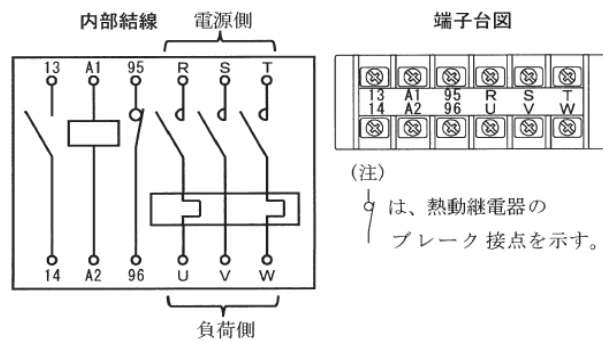 内部結線
電源側
13 A1 95 R S T
14 A2 96 U V W
負荷側
端子台図
13 A1 95 R S T
14 A2 96 U V W
(注)
は、熱動継電器の
ブレーク接点を示す。